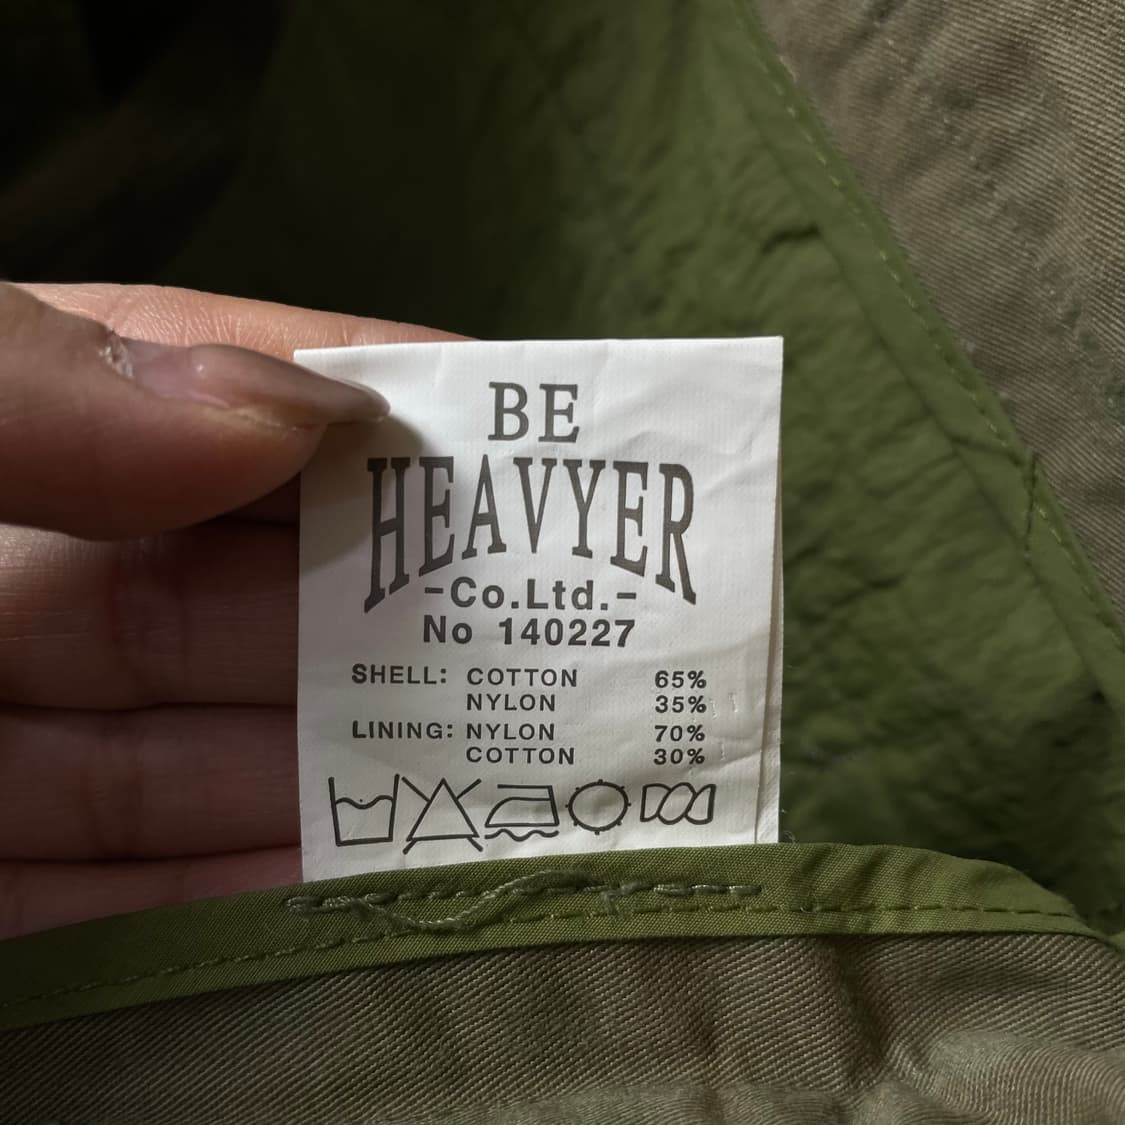 BE
HEAVYER
-Co.Ltd.-
No 140227
SHELL: COTTON 65%
NYLON 35%
LINING: NYLON 70%
COTTON 30%